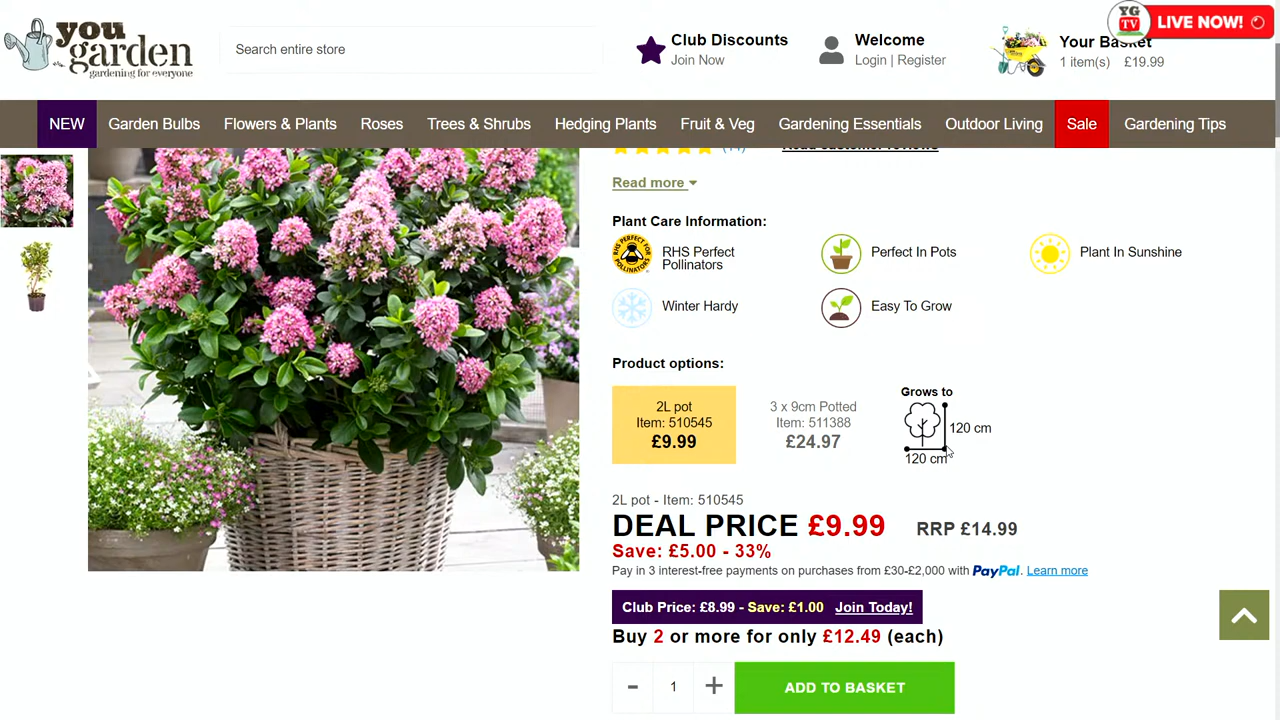 YG
TV
LIVE NOW!
you
garden
gardening for everyone
Search entire store
Club Discounts
Join Now
Welcome
Login | Register
Your Basket
1 item(s) £19.99
NEW
Garden Bulbs
Flowers & Plants
Roses
Trees & Shrubs
Hedging Plants
Fruit & Veg
Gardening Essentials
Outdoor Living
Sale
Gardening Tips
Read customer reviews
Read more
Plant Care Information:
RHS PERFECT FOR POLLINATORS
RHS Perfect
Pollinators
Perfect In Pots
Plant In Sunshine
Winter Hardy
Easy To Grow
Product options:
2L pot
Item: 510545
£9.99
3 x 9cm Potted
Item: 511388
£24.97
Grows to
120 cm
120 cm
2L pot - Item: 510545
DEAL PRICE £9.99 RRP £14.99
Save: £5.00 - 33%
Pay in 3 interest-free payments on purchases from £30-£2,000 with PayPal. Learn more
Club Price: £8.99 - Save: £1.00 Join Today!
Buy 2 or more for only £12.49 (each)
- 1 + ADD TO BASKET